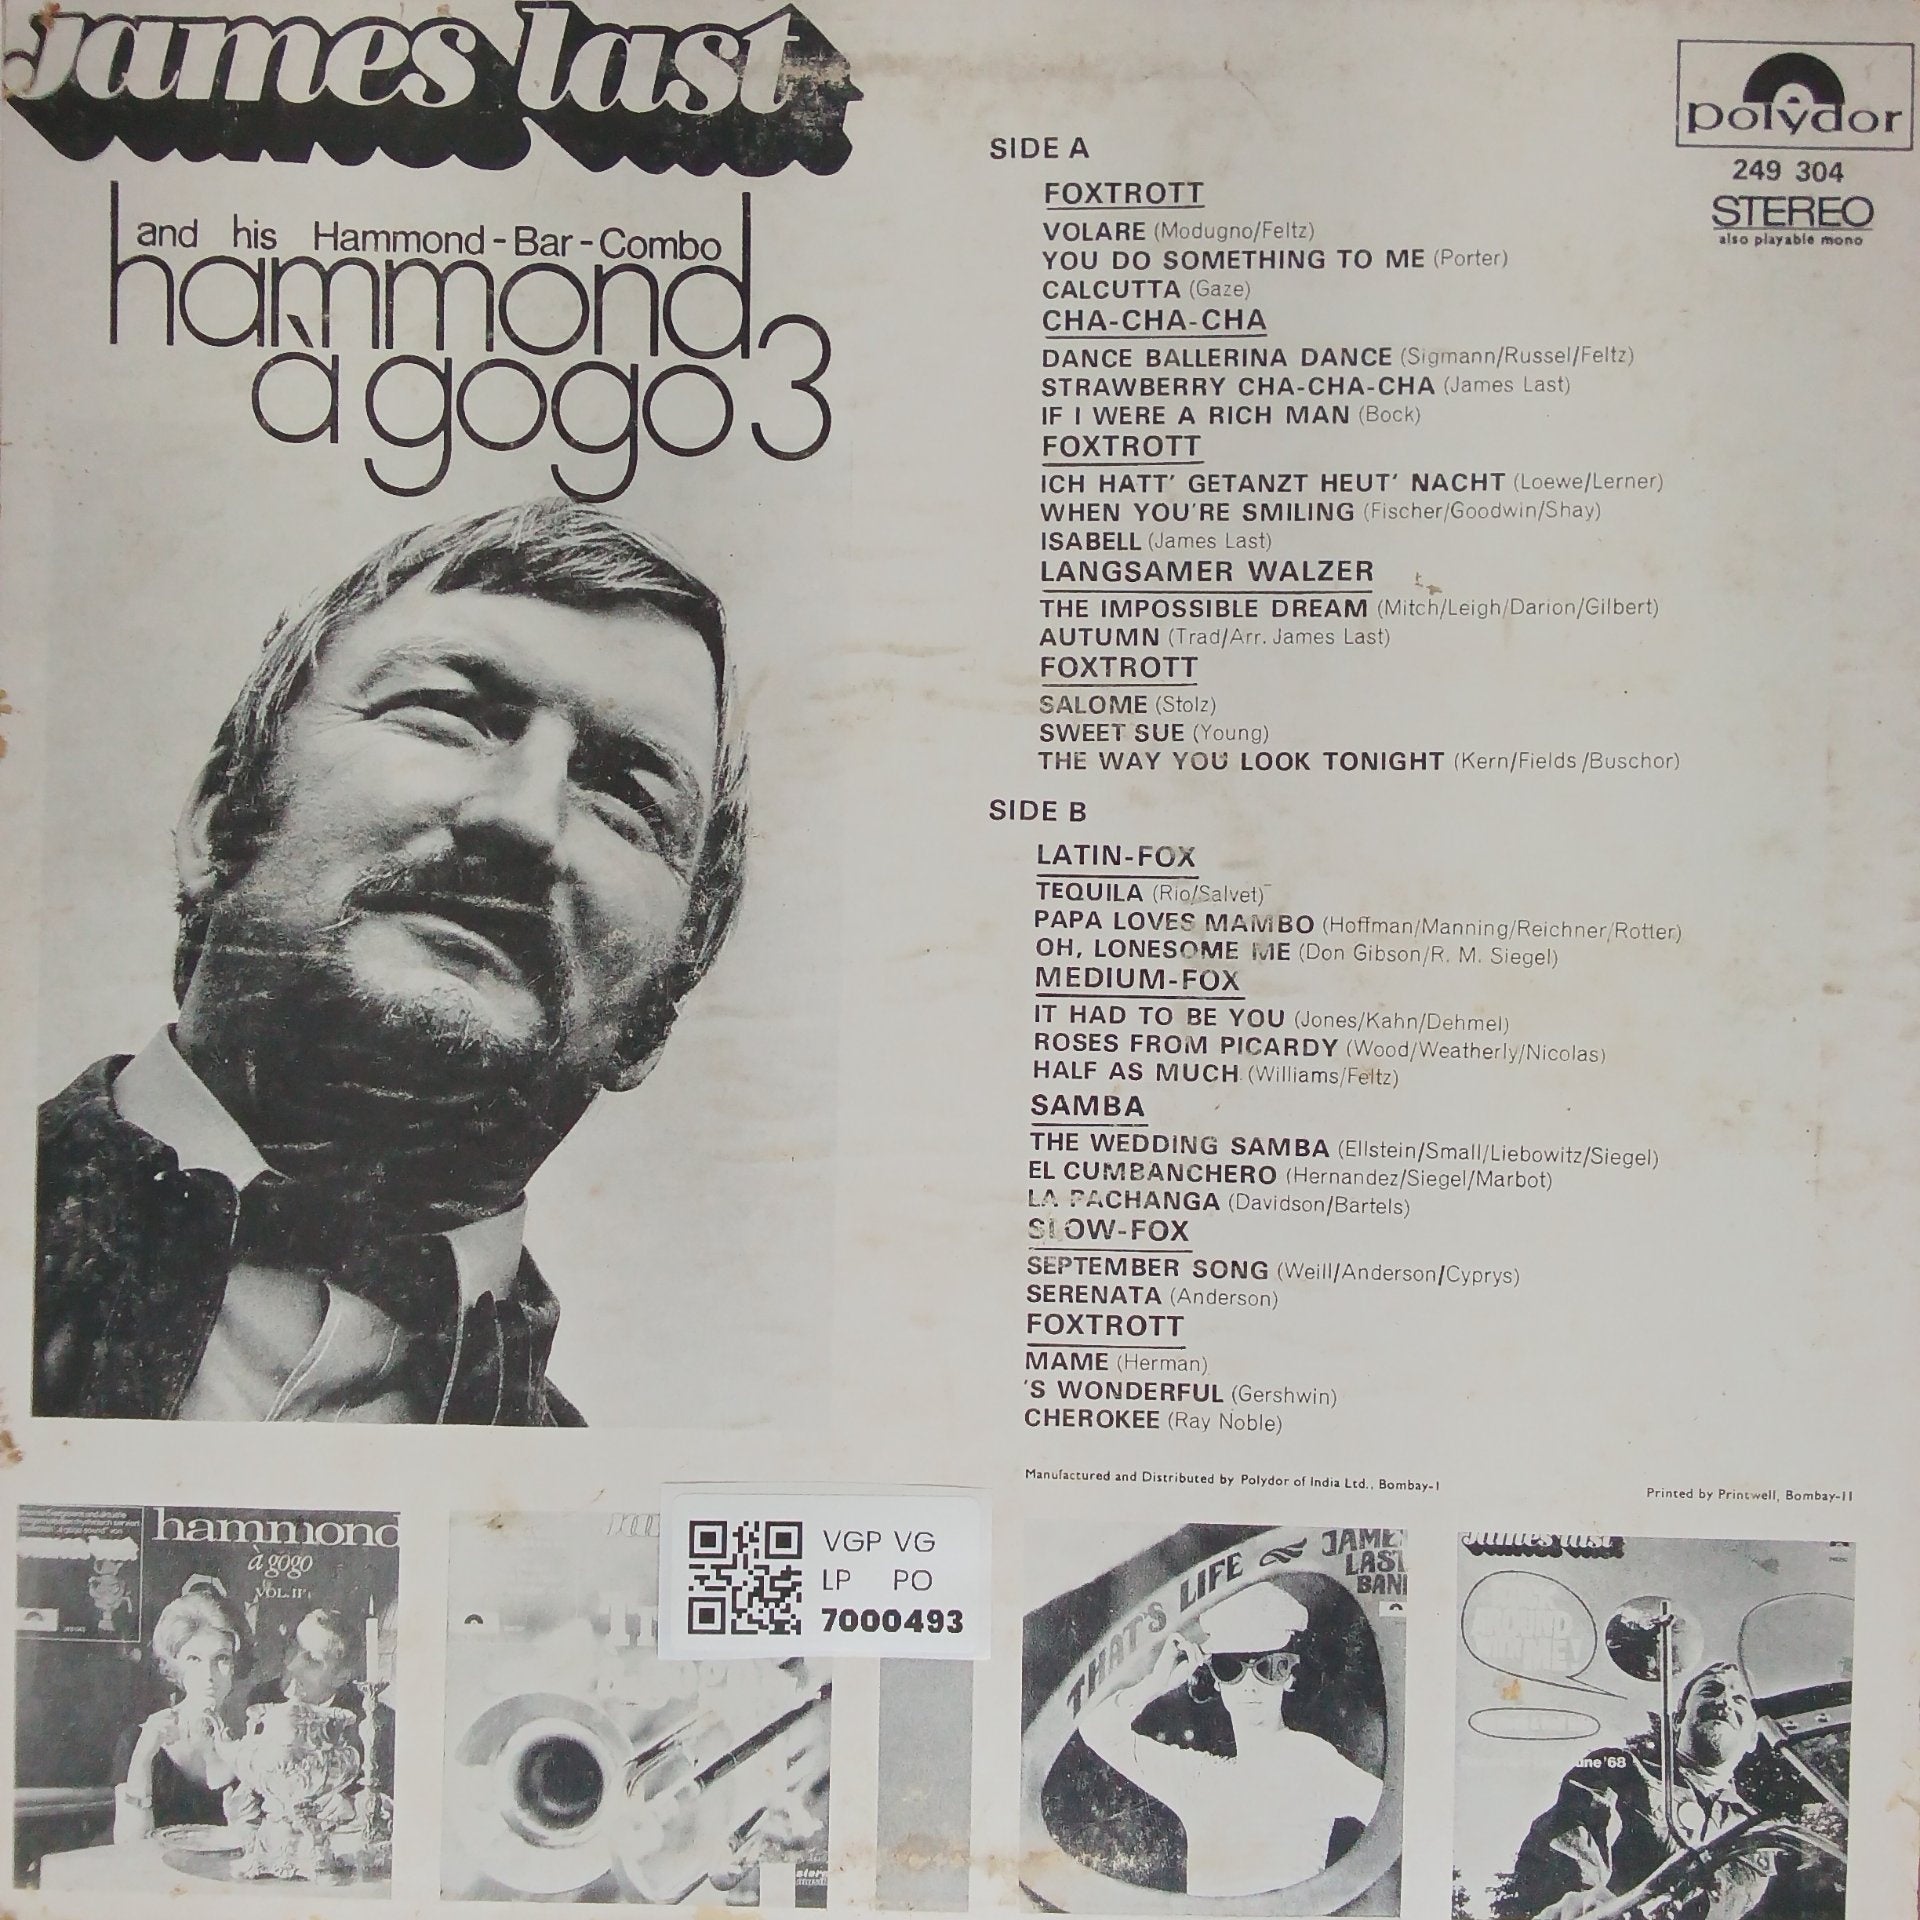 james last
and his Hammond-Bar-Combo
hammond
à gogo 3
polydor
249 304
STEREO
also playable mono
SIDE A
FOXTROTT
VOLARE (Modugno/Feltz)
YOU DO SOMETHING TO ME (Porter)
CALCUTTA (Gaze)
CHA-CHA-CHA
DANCE BALLERINA DANCE (Sigmann/Russel/Feltz)
STRAWBERRY CHA-CHA-CHA (James Last)
IF I WERE A RICH MAN (Bock)
FOXTROTT
ICH HATT' GETANZT HEUT' NACHT (Loewe/Lerner)
WHEN YOU'RE SMILING (Fischer/Goodwin/Shay)
ISABELL (James Last)
LANGSAMER WALZER
THE IMPOSSIBLE DREAM (Mitch/Leigh/Darion/Gilbert)
AUTUMN (Trad/Arr. James Last)
FOXTROTT
SALOME (Stolz)
SWEET SUE (Young)
THE WAY YOU LOOK TONIGHT (Kern/Fields /Buschor)
SIDE B
LATIN-FOX
TEQUILA (Rio/Salvet)
PAPA LOVES MAMBO (Hoffman/Manning/Reichner/Rotter)
OH, LONESOME ME (Don Gibson/R. M. Siegel)
MEDIUM-FOX
IT HAD TO BE YOU (Jones/Kahn/Dehmel)
ROSES FROM PICARDY (Wood/Weatherly/Nicolas)
HALF AS MUCH (Williams/Feltz)
SAMBA
THE WEDDING SAMBA (Ellstein/Small/Liebowitz/Siegel)
EL CUMBANCHERO (Hernandez/Siegel/Marbot)
LA PACHANGA (Davidson/Bartels)
SLOW-FOX
SEPTEMBER SONG (Weill/Anderson/Cyprys)
SERENATA (Anderson)
FOXTROTT
MAME (Herman)
'S WONDERFUL (Gershwin)
CHEROKEE (Ray Noble)
Manufactured and Distributed by Polydor of India Ltd., Bombay-1
Printed by Printwell, Bombay-11
hammond
à gogo
VOL. II
VGP VG
LP PO
7000493
THAT'S LIFE
JAMES
LAST
BAND
james last
AROUND
WITH ME!
June '68